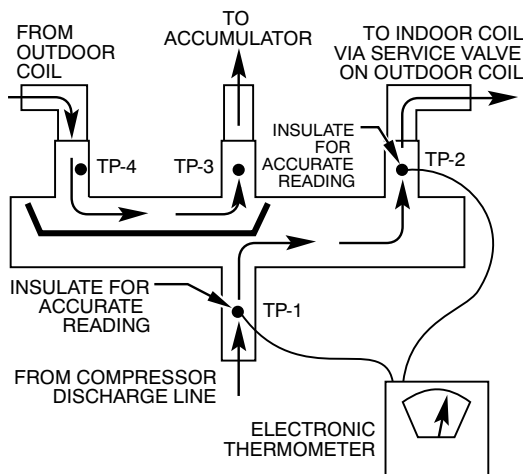 FROM
OUTDOOR
COIL
TO
ACCUMULATOR
TO INDOOR COIL
VIA SERVICE VALVE
ON OUTDOOR COIL
INSULATE
FOR
ACCURATE
READING
TP-4
TP-3
TP-2
INSULATE FOR
ACCURATE
READING
TP-1
FROM COMPRESSOR
DISCHARGE LINE
ELECTRONIC
THERMOMETER